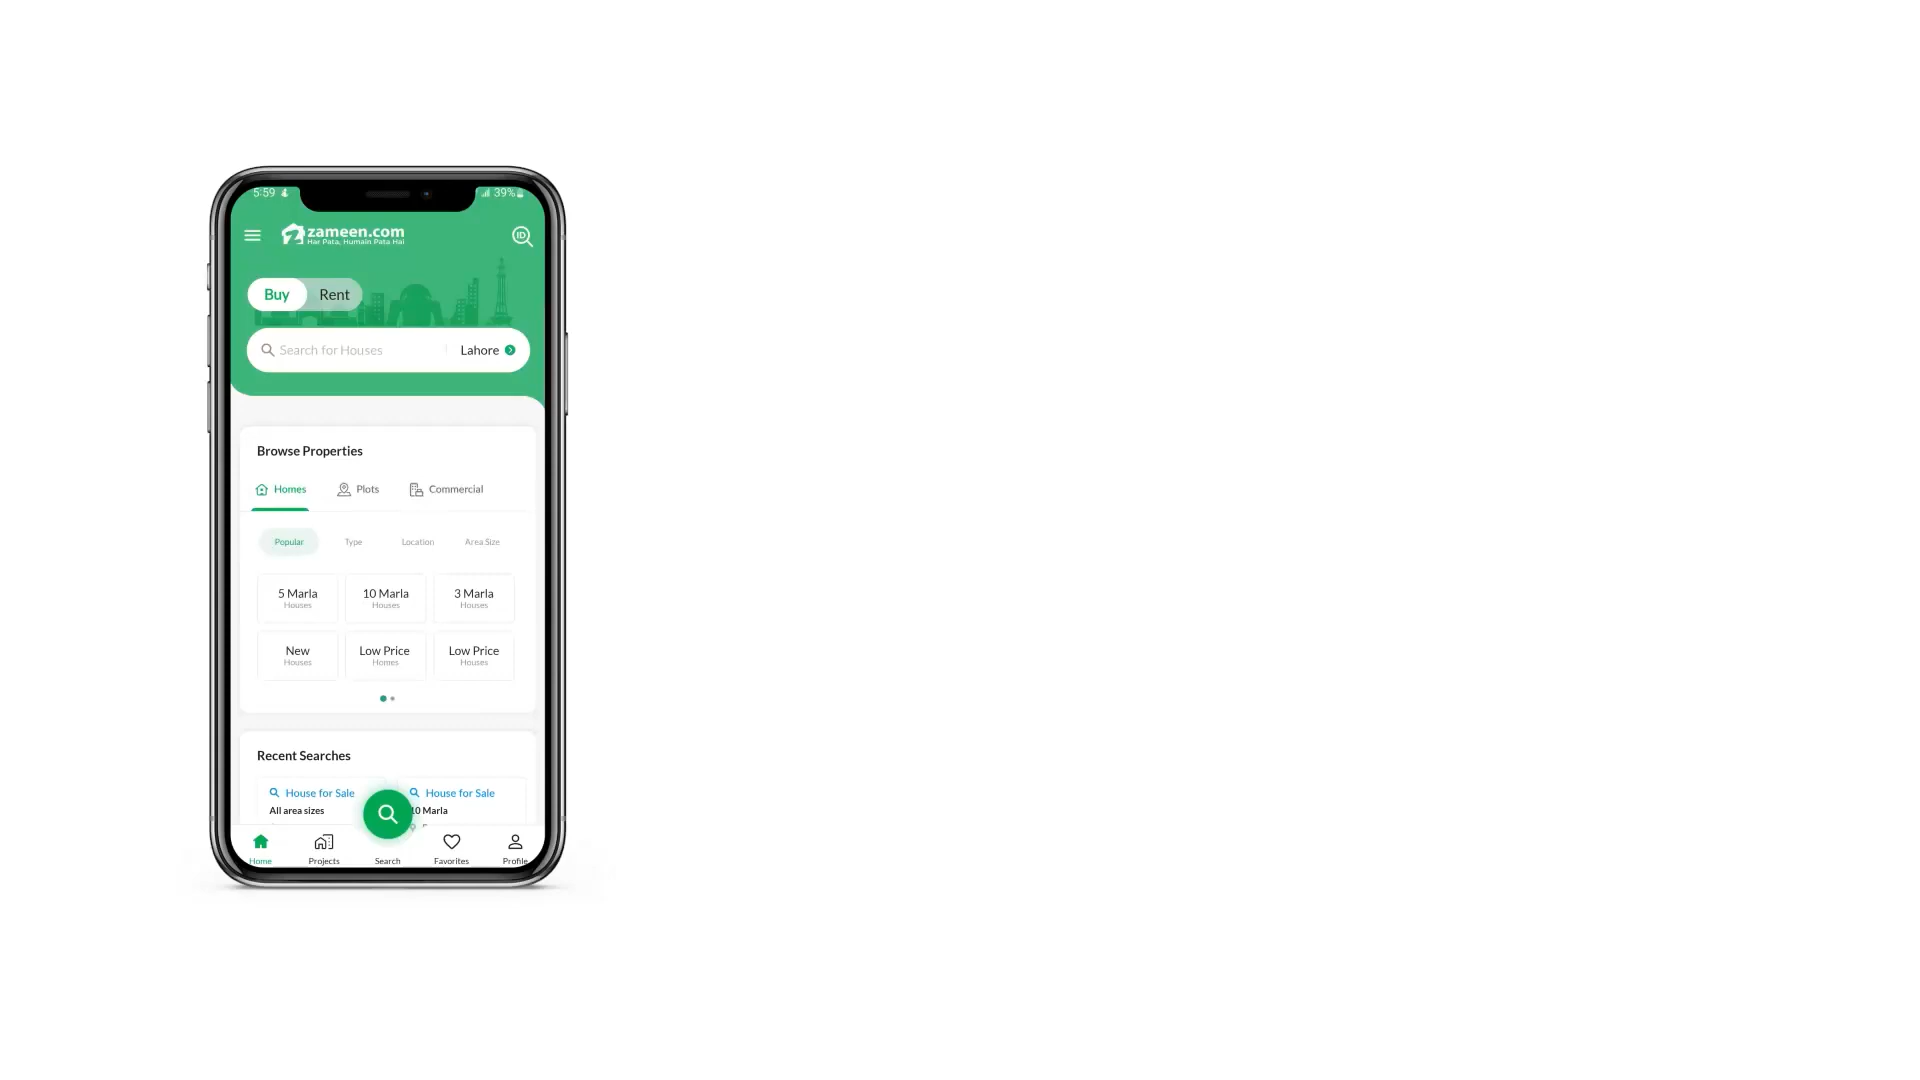 5:59 39%
zameen.com
Har Pata, Humain Pata Hai
ID
Buy Rent
Search for Houses Lahore
Browse Properties
Homes Plots Commercial
Popular Type Location Area Size
5 Marla 10 Marla 3 Marla
Houses Houses Houses
New Low Price Low Price
Houses Homes Houses
Recent Searches
House for Sale House for Sale
All area sizes 10 Marla
Home Projects Search Favorites Profile